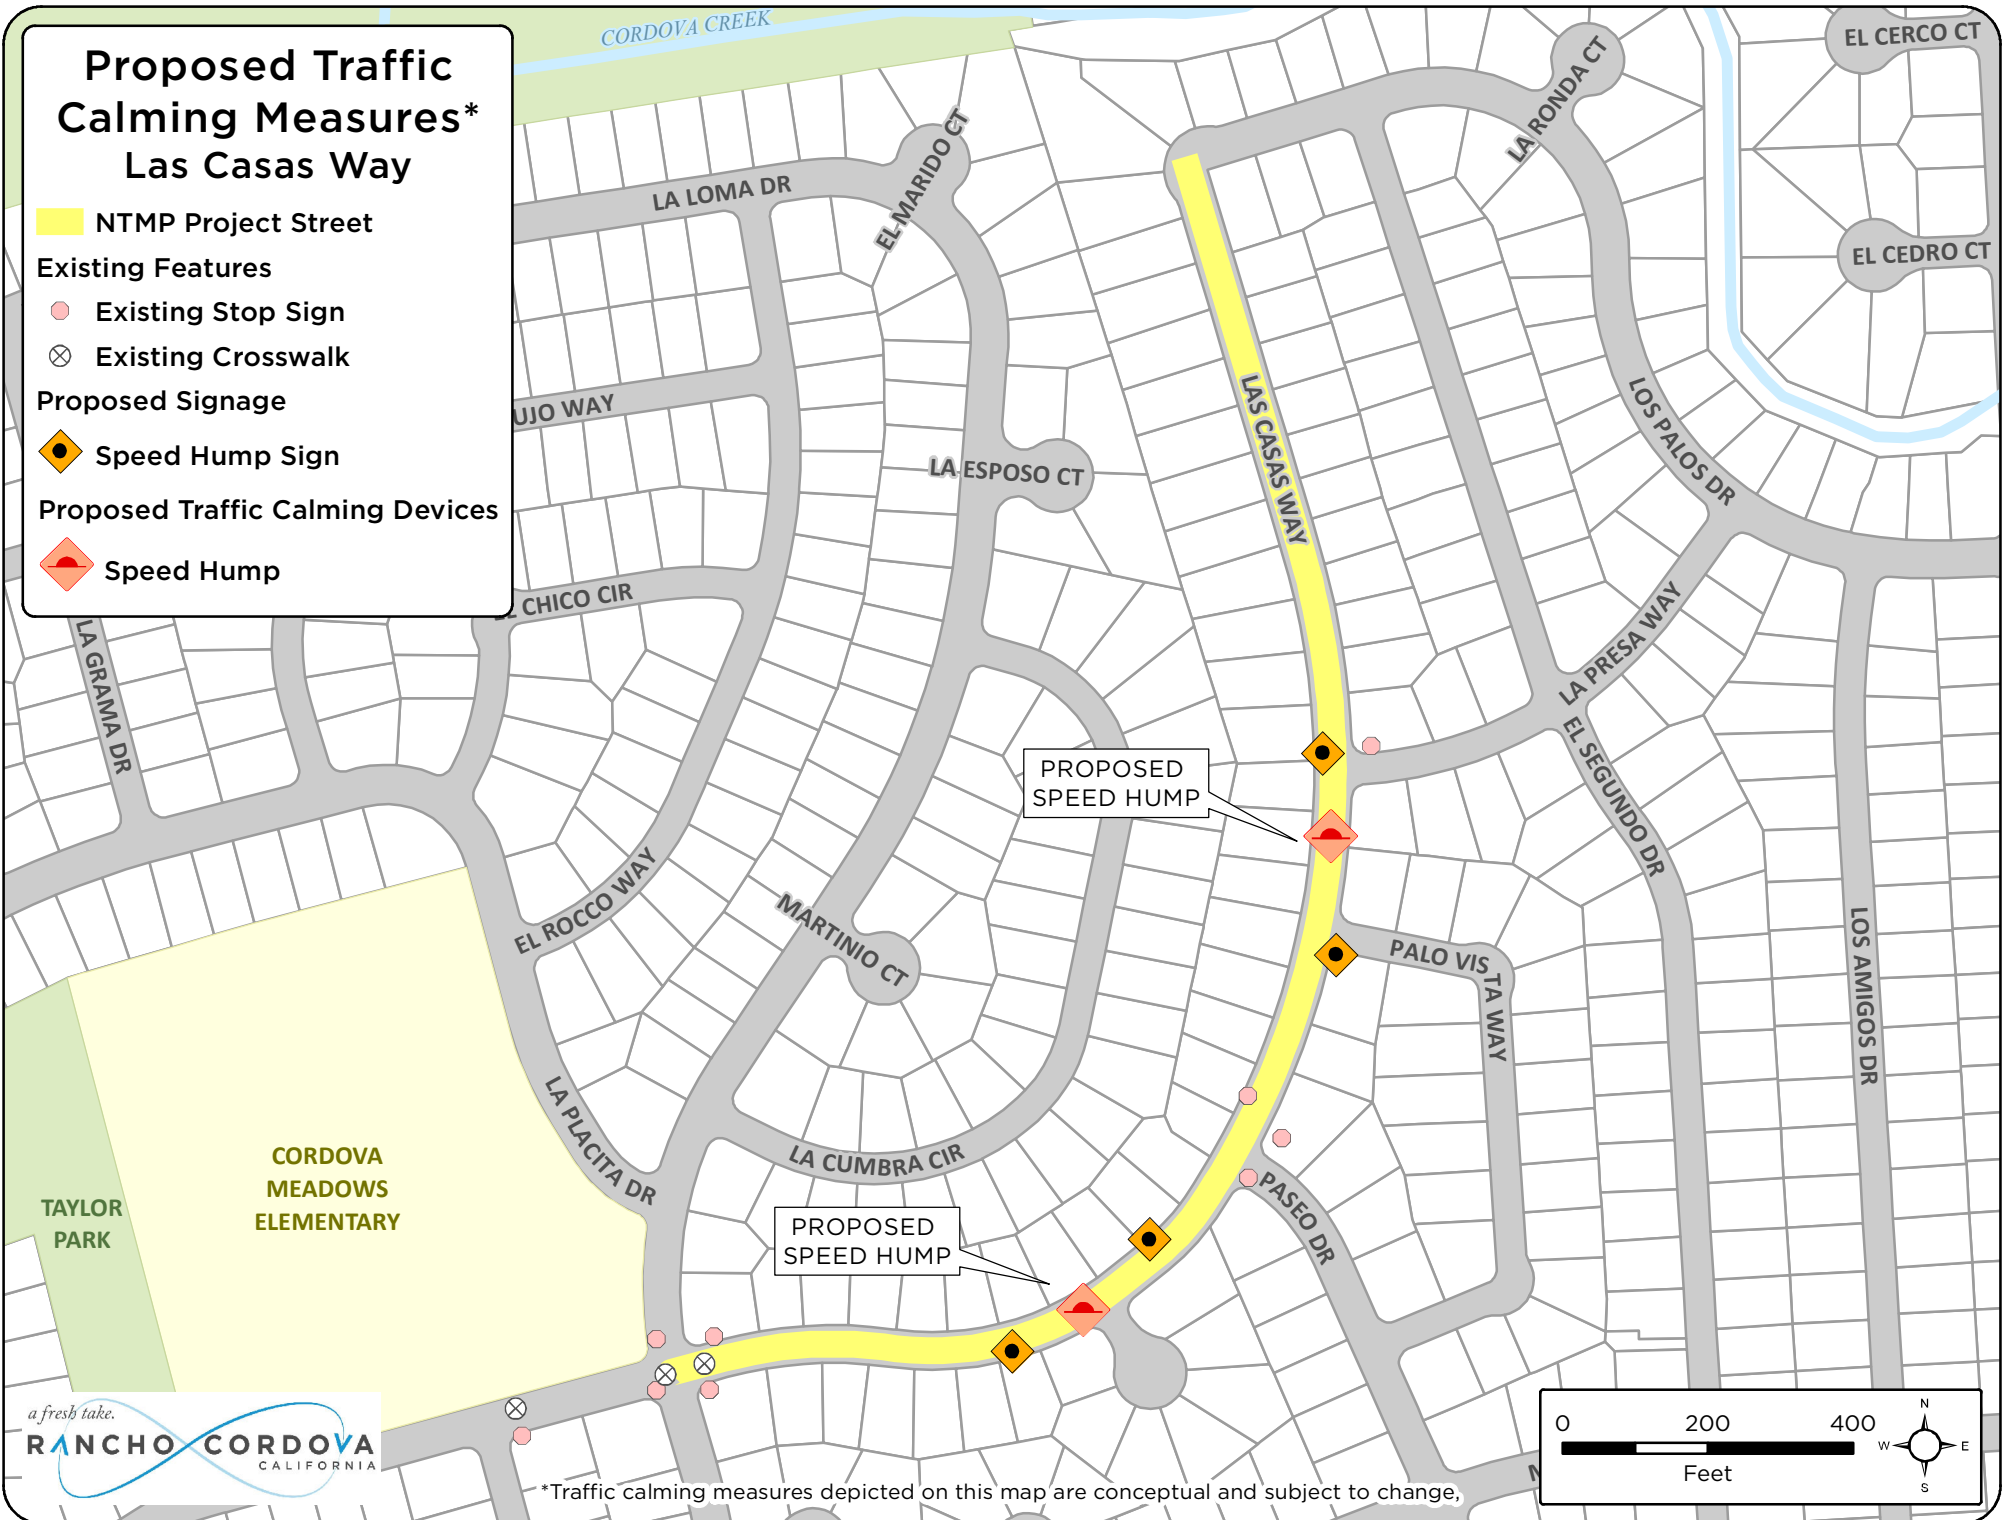 Proposed Traffic
Calming Measures*
Las Casas Way
NTMP Project Street
Existing Features
Existing Stop Sign
Existing Crosswalk
Proposed Signage
Speed Hump Sign
Proposed Traffic Calming Devices
Speed Hump
CORDOVA CREEK
LA LOMA DR
EL MARIDO CT
LA RONDA CT
EL CERCO CT
EL CEDRO CT
UJO WAY
LA ESPOSO CT
LAS CASAS WAY
LOS PALOS DR
CHICO CIR
LA GRAMA DR
LA PRESA WAY
EL SEGUNDO DR
PROPOSED
SPEED HUMP
EL ROCCO WAY
MARTINIO CT
PALO VISTA WAY
LOS AMIGOS DR
LA PLACITA DR
LA CUMBRA CIR
PASEO DR
CORDOVA
MEADOWS
ELEMENTARY
TAYLOR
PARK
PROPOSED
SPEED HUMP
a fresh take.
RANCHO CORDOVA
CALIFORNIA
*Traffic calming measures depicted on this map are conceptual and subject to change,
0 200 400
Feet
N
W E
S